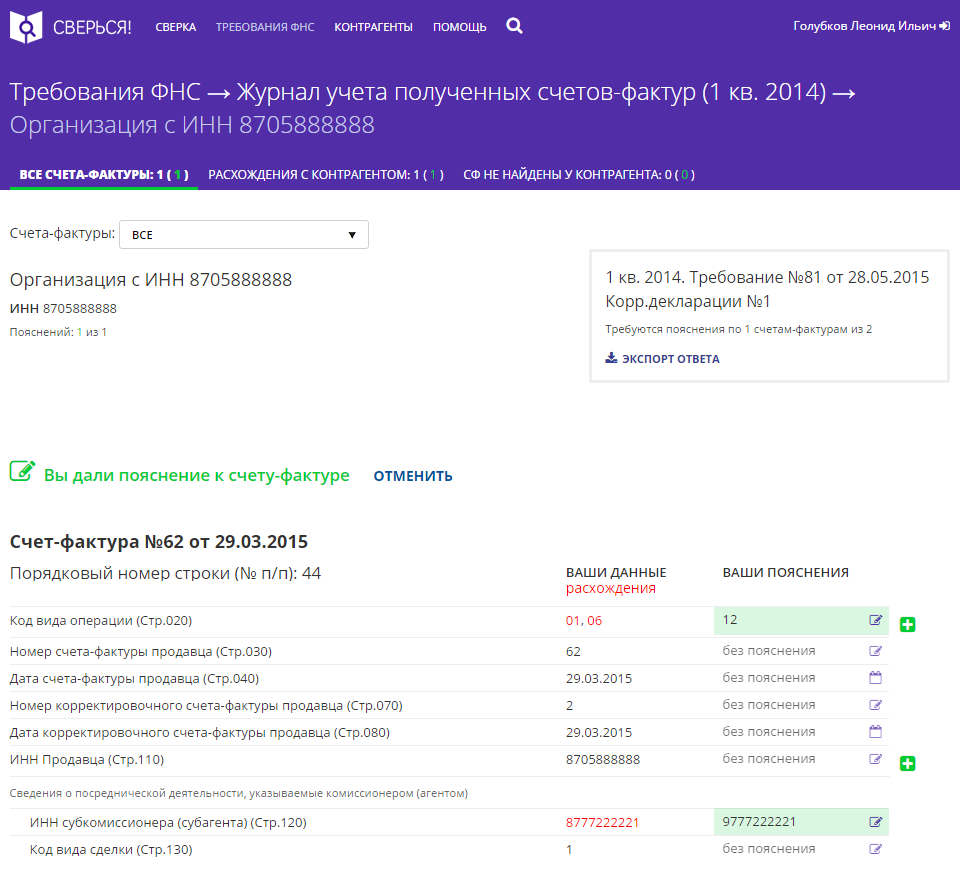 СВЕРЬСЯ! СВЕРКА ТРЕБОВАНИЯ ФНС КОНТРАГЕНТЫ ПОМОЩЬ Голубков Леонид Ильич
Требования ФНС → Журнал учета полученных счетов-фактур (1 кв. 2014) →
Организация с ИНН 8705888888
ВСЕ СЧЕТА-ФАКТУРЫ: 1 ( 1 ) РАСХОЖДЕНИЯ С КОНТРАГЕНТОМ: 1 ( 1 ) СФ НЕ НАЙДЕНЫ У КОНТРАГЕНТА: 0 ( 0 )
Счета-фактуры: ВСЕ
Организация с ИНН 8705888888
ИНН 8705888888
Пояснений: 1 из 1
1 кв. 2014. Требование №81 от 28.05.2015
Корр.декларации №1
Требуются пояснения по 1 счетам-фактурам из 2
ЭКСПОРТ ОТВЕТА
Вы дали пояснение к счету-фактуре ОТМЕНИТЬ
Счет-фактура №62 от 29.03.2015
Порядковый номер строки (№ п/п): 44
ВАШИ ДАННЫЕ ВАШИ ПОЯСНЕНИЯ
расхождения
Код вида операции (Стр.020) 01, 06 12
Номер счета-фактуры продавца (Стр.030) 62 без пояснения
Дата счета-фактуры продавца (Стр.040) 29.03.2015 без пояснения
Номер корректировочного счета-фактуры продавца (Стр.070) 2 без пояснения
Дата корректировочного счета-фактуры продавца (Стр.080) 29.03.2015 без пояснения
ИНН Продавца (Стр.110) 8705888888 без пояснения
Сведения о посреднической деятельности, указываемые комиссионером (агентом)
ИНН субкомиссионера (субагента) (Стр.120) 8777222221 9777222221
Код вида сделки (Стр.130) 1 без пояснения